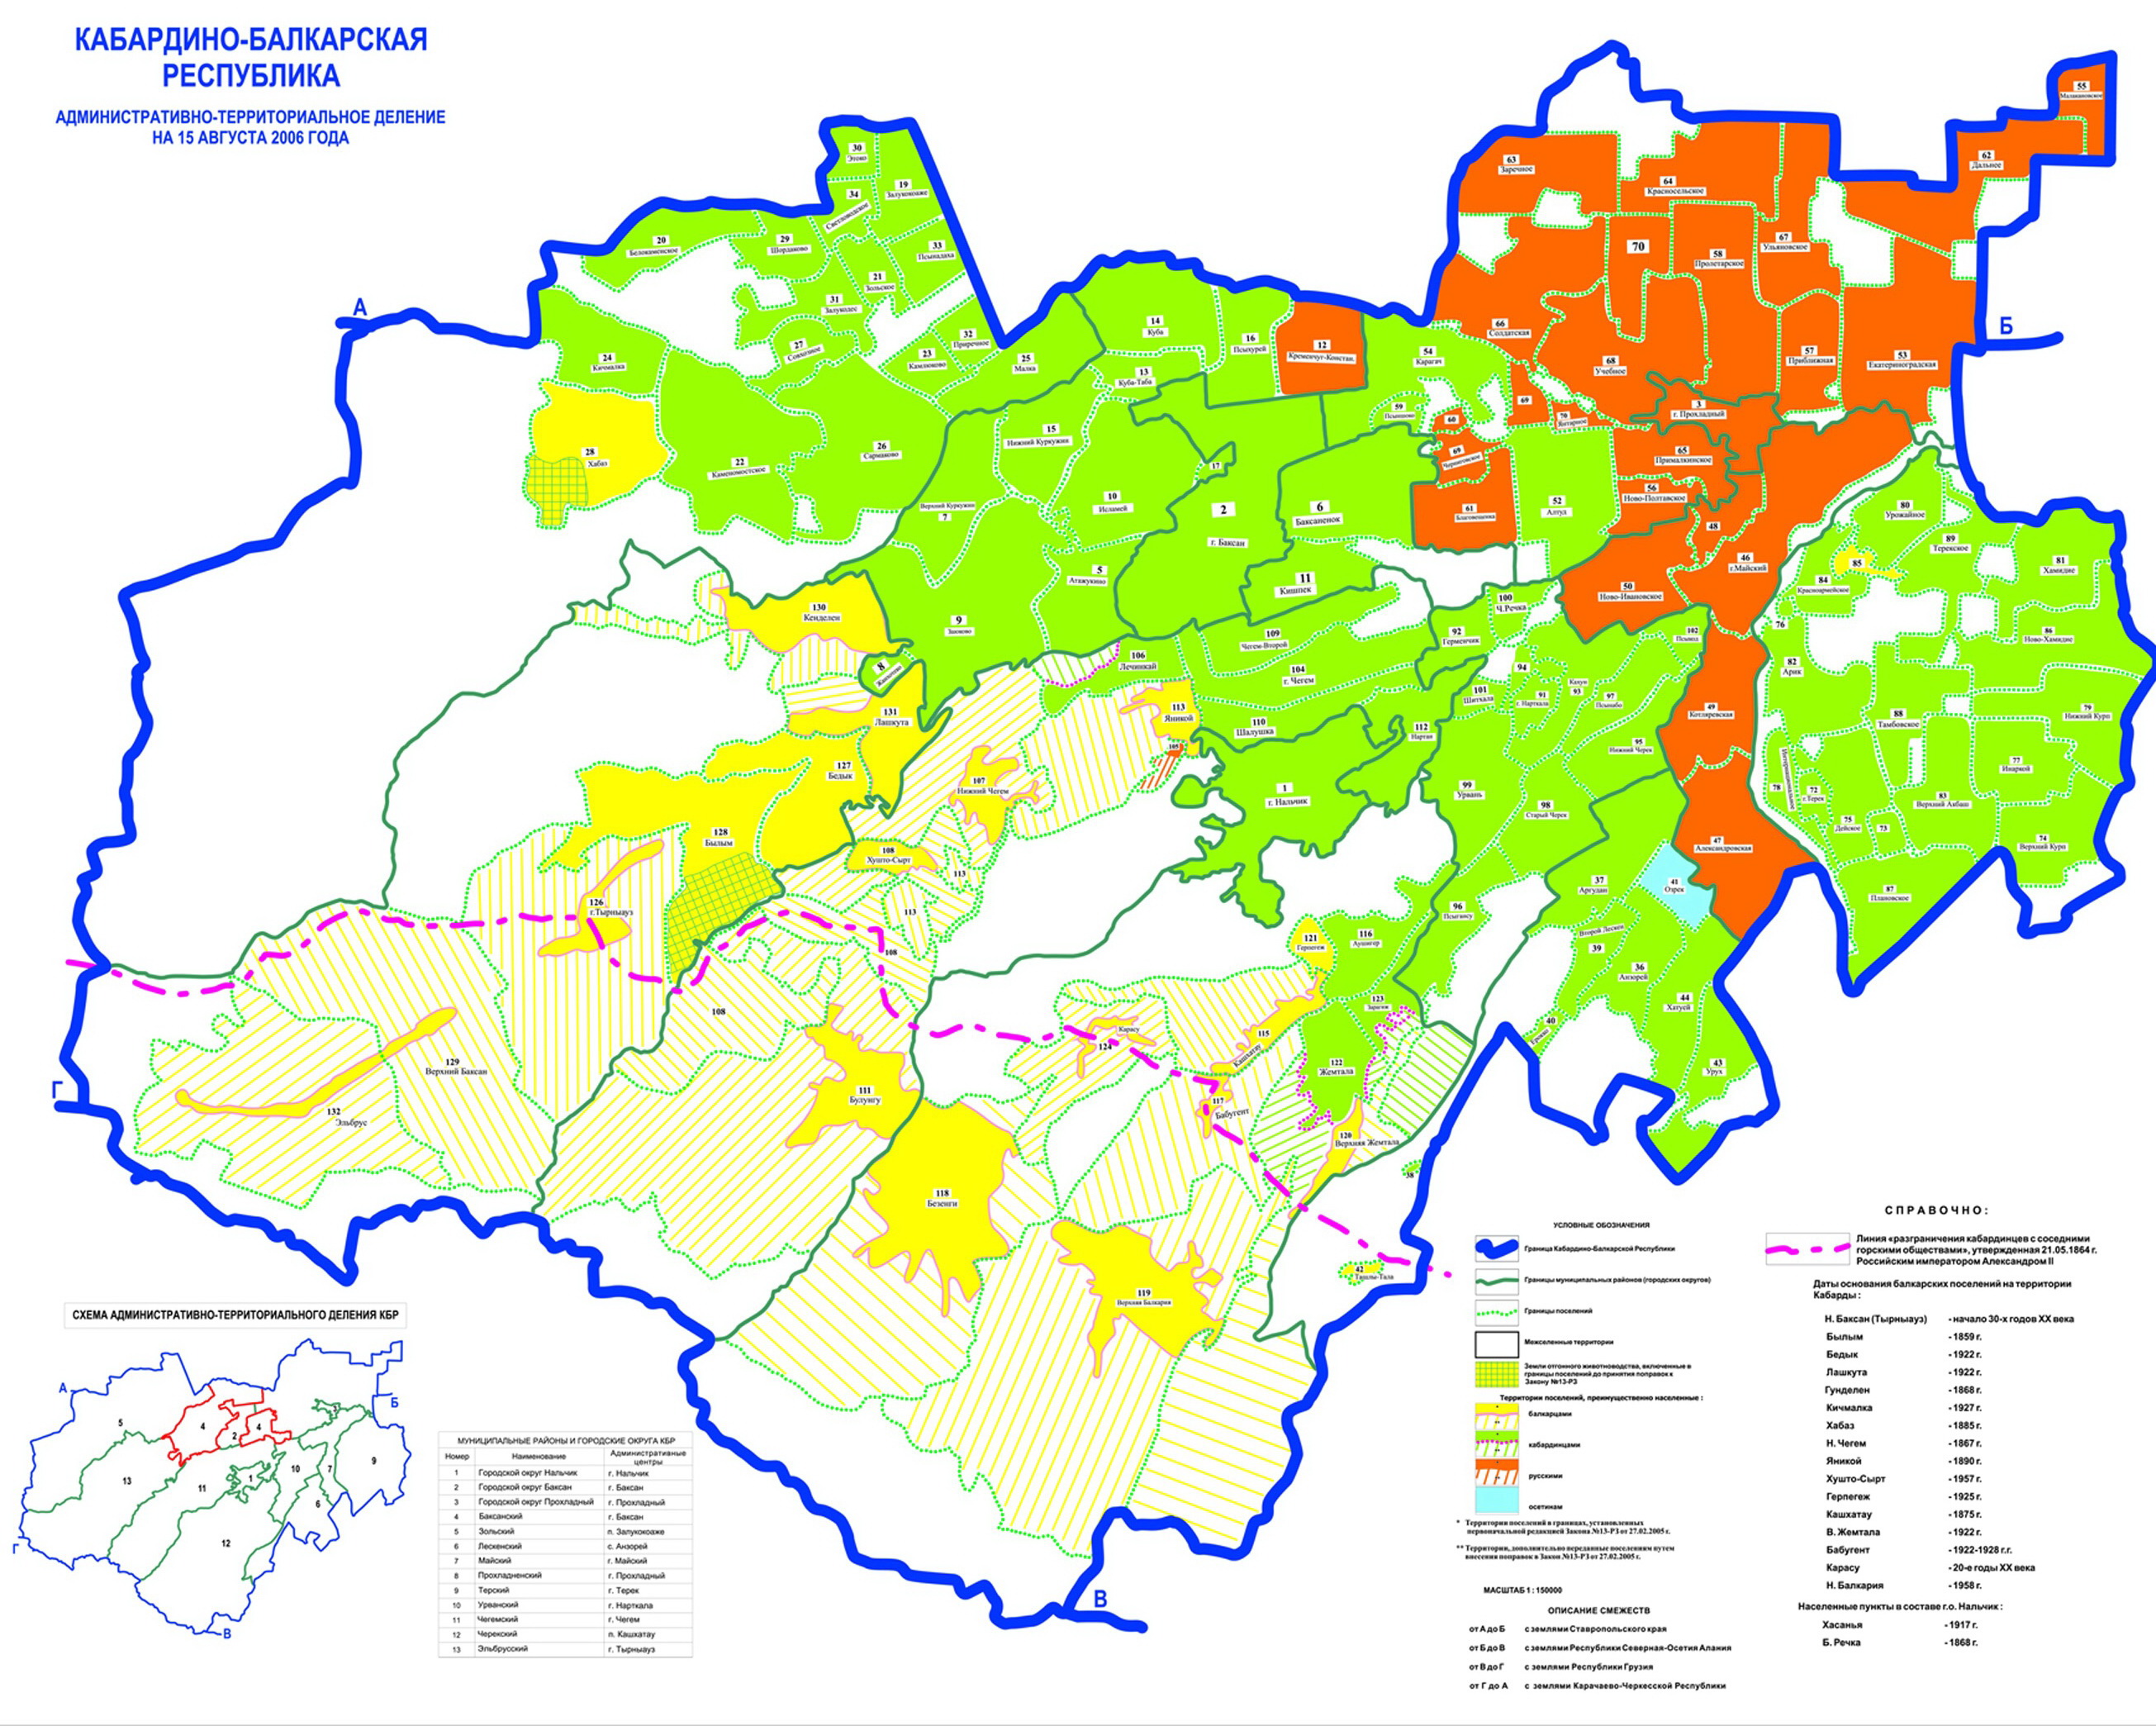 КАБАРДИНО-БАЛКАРСКАЯ
РЕСПУБЛИКА
АДМИНИСТРАТИВНО-ТЕРРИТОРИАЛЬНОЕ ДЕЛЕНИЕ
НА 15 АВГУСТА 2006 ГОДА
А
Б
В
Г
55
Малакановское
62
Дальнее
63
Заречное
64
Красносельское
67
Ульяновское
70
58
Пролетарское
66
Солдатская
68
Учебное
57
Приближная
53
Екатериноградская
3
г. Прохладный
69
70
Янтарное
60
69
Черниговское
61
Благовещенка
65
Прималкинское
56
Ново-Полтавское
52
Алтуд
54
Карагач
59
48
46
г.Майский
50
Ново-Ивановское
49
Котляревская
47
Александровская
30
Этоко
34
Светловодское
19
Залукокоаже
20
Белокаменское
29
Шордаково
33
Псынадаха
21
Зольское
31
Залукодес
27
Совхозное
32
Приречное
23
Камлюково
25
Малка
24
Кичмалка
28
Хабаз
22
Каменомостское
26
Сармаково
14
Куба
16
Псыхурей
12
Кременчуг-Констан.
13
Куба-Таба
15
Нижний Куркужин
Верхний Куркужин
7
10
Исламей
17
2
г. Баксан
6
Баксаненок
5
Атажукино
11
Кишпек
9
Заюково
8
130
Кенделен
131
Лашкута
127
Бедык
128
Былым
126
г.Тырныауз
129
Верхний Баксан
132
Эльбрус
106
Лечинкай
109
Чегем-Второй
104
г. Чегем
110
Шалушка
113
Яникой
105
107
Нижний Чегем
108
Хушто-Сырт
113
113
108
108
111
Булунгу
1
г. Нальчик
112
Нартан
92
Герменчик
100
Ч.Речка
102
Псыкод
101
Шитхала
94
91
г. Нарткала
Кахун
93
97
Псынабо
95
Нижний Черек
99
Урвань
98
Старый Черек
96
Псыгансу
80
Урожайное
89
Терекское
81
Хамидие
85
84
Красноармейское
76
86
Ново-Хамидие
82
Арик
88
Тамбовское
79
Нижний Курп
77
Инаркой
78
72
г.Терек
83
Верхний Акбаш
75
Дейское
73
74
Верхний Курп
87
Плановское
37
Аргудан
41
Озрек
Второй Лескен
39
36
Анзорей
44
Хатуей
40
Ерокко
43
Урух
38
42
Ташлы-Тала
121
Герпегеж
116
Аушигер
123
Зарагиж
115
Кашхатау
Карасу
124
122
Жемтала
117
Бабугент
120
Верхняя Жемтала
118
Безенги
119
Верхняя Балкария
УСЛОВНЫЕ ОБОЗНАЧЕНИЯ
Граница Кабардино-Балкарской Республики
Границы муниципальных районов (городских округов)
Границы поселений
Межселенные территории
Земли отгонного животноводства, включенные в
границы поселений до принятия поправок к
Закону №13-РЗ
Территории поселений, преимущественно населенные :
балкарцами
кабардинцами
русскими
осетинам
* Территории поселений в границах, установленных
первоначальной редакцией Закона №13-РЗ от 27.02.2005 г.
** Территории, дополнительно переданные поселениям путем
внесения поправок в Закон №13-РЗ от 27.02.2005 г.
МАСШТАБ 1 : 150000
ОПИСАНИЕ СМЕЖЕСТВ
от А до Б с землями Ставропольского края
от Б до В с землями Республики Северная-Осетия Алания
от В до Г с землями Республики Грузия
от Г до А с землями Карачаево-Черкесской Республики
СПРАВОЧНО:
Линия «разграничения кабардинцев с соседними
горскими обществами», утвержденная 21.05.1864 г.
Российским императором Александром II
Даты основания балкарских поселений на территории
Кабарды :
Н. Баксан (Тырныауз) - начало 30-х годов XX века
Былым - 1859 г.
Бедык - 1922 г.
Лашкута - 1922 г.
Гунделен - 1868 г.
Кичмалка - 1927 г.
Хабаз - 1885 г.
Н. Чегем - 1867 г.
Яникой - 1890 г.
Хушто-Сырт - 1957 г.
Герпегеж - 1925 г.
Кашхатау - 1875 г.
В. Жемтала - 1922 г.
Бабугент - 1922-1928 г.г.
Карасу - 20-е годы XX века
Н. Балкария - 1958 г.
Населенные пункты в составе г.о. Нальчик :
Хасанья - 1917 г.
Б. Речка - 1868 г.
СХЕМА АДМИНИСТРАТИВНО-ТЕРРИТОРИАЛЬНОГО ДЕЛЕНИЯ КБР
А
Б
В
Г
5
4
2
4
3
13
11
1
10
7
9
6
12
МУНИЦИПАЛЬНЫЕ РАЙОНЫ И ГОРОДСКИЕ ОКРУГА КБР
Номер Наименование Административные центры
1 Городской округ Нальчик г. Нальчик
2 Городской округ Баксан г. Баксан
3 Городской округ Прохладный г. Прохладный
4 Баксанский г. Баксан
5 Зольский п. Залукокоаже
6 Лескенский с. Анзорей
7 Майский г. Майский
8 Прохладненский г. Прохладный
9 Терский г. Терек
10 Урванский г. Нарткала
11 Чегемский г. Чегем
12 Черекский п. Кашхатау
13 Эльбрусский г. Тырныауз